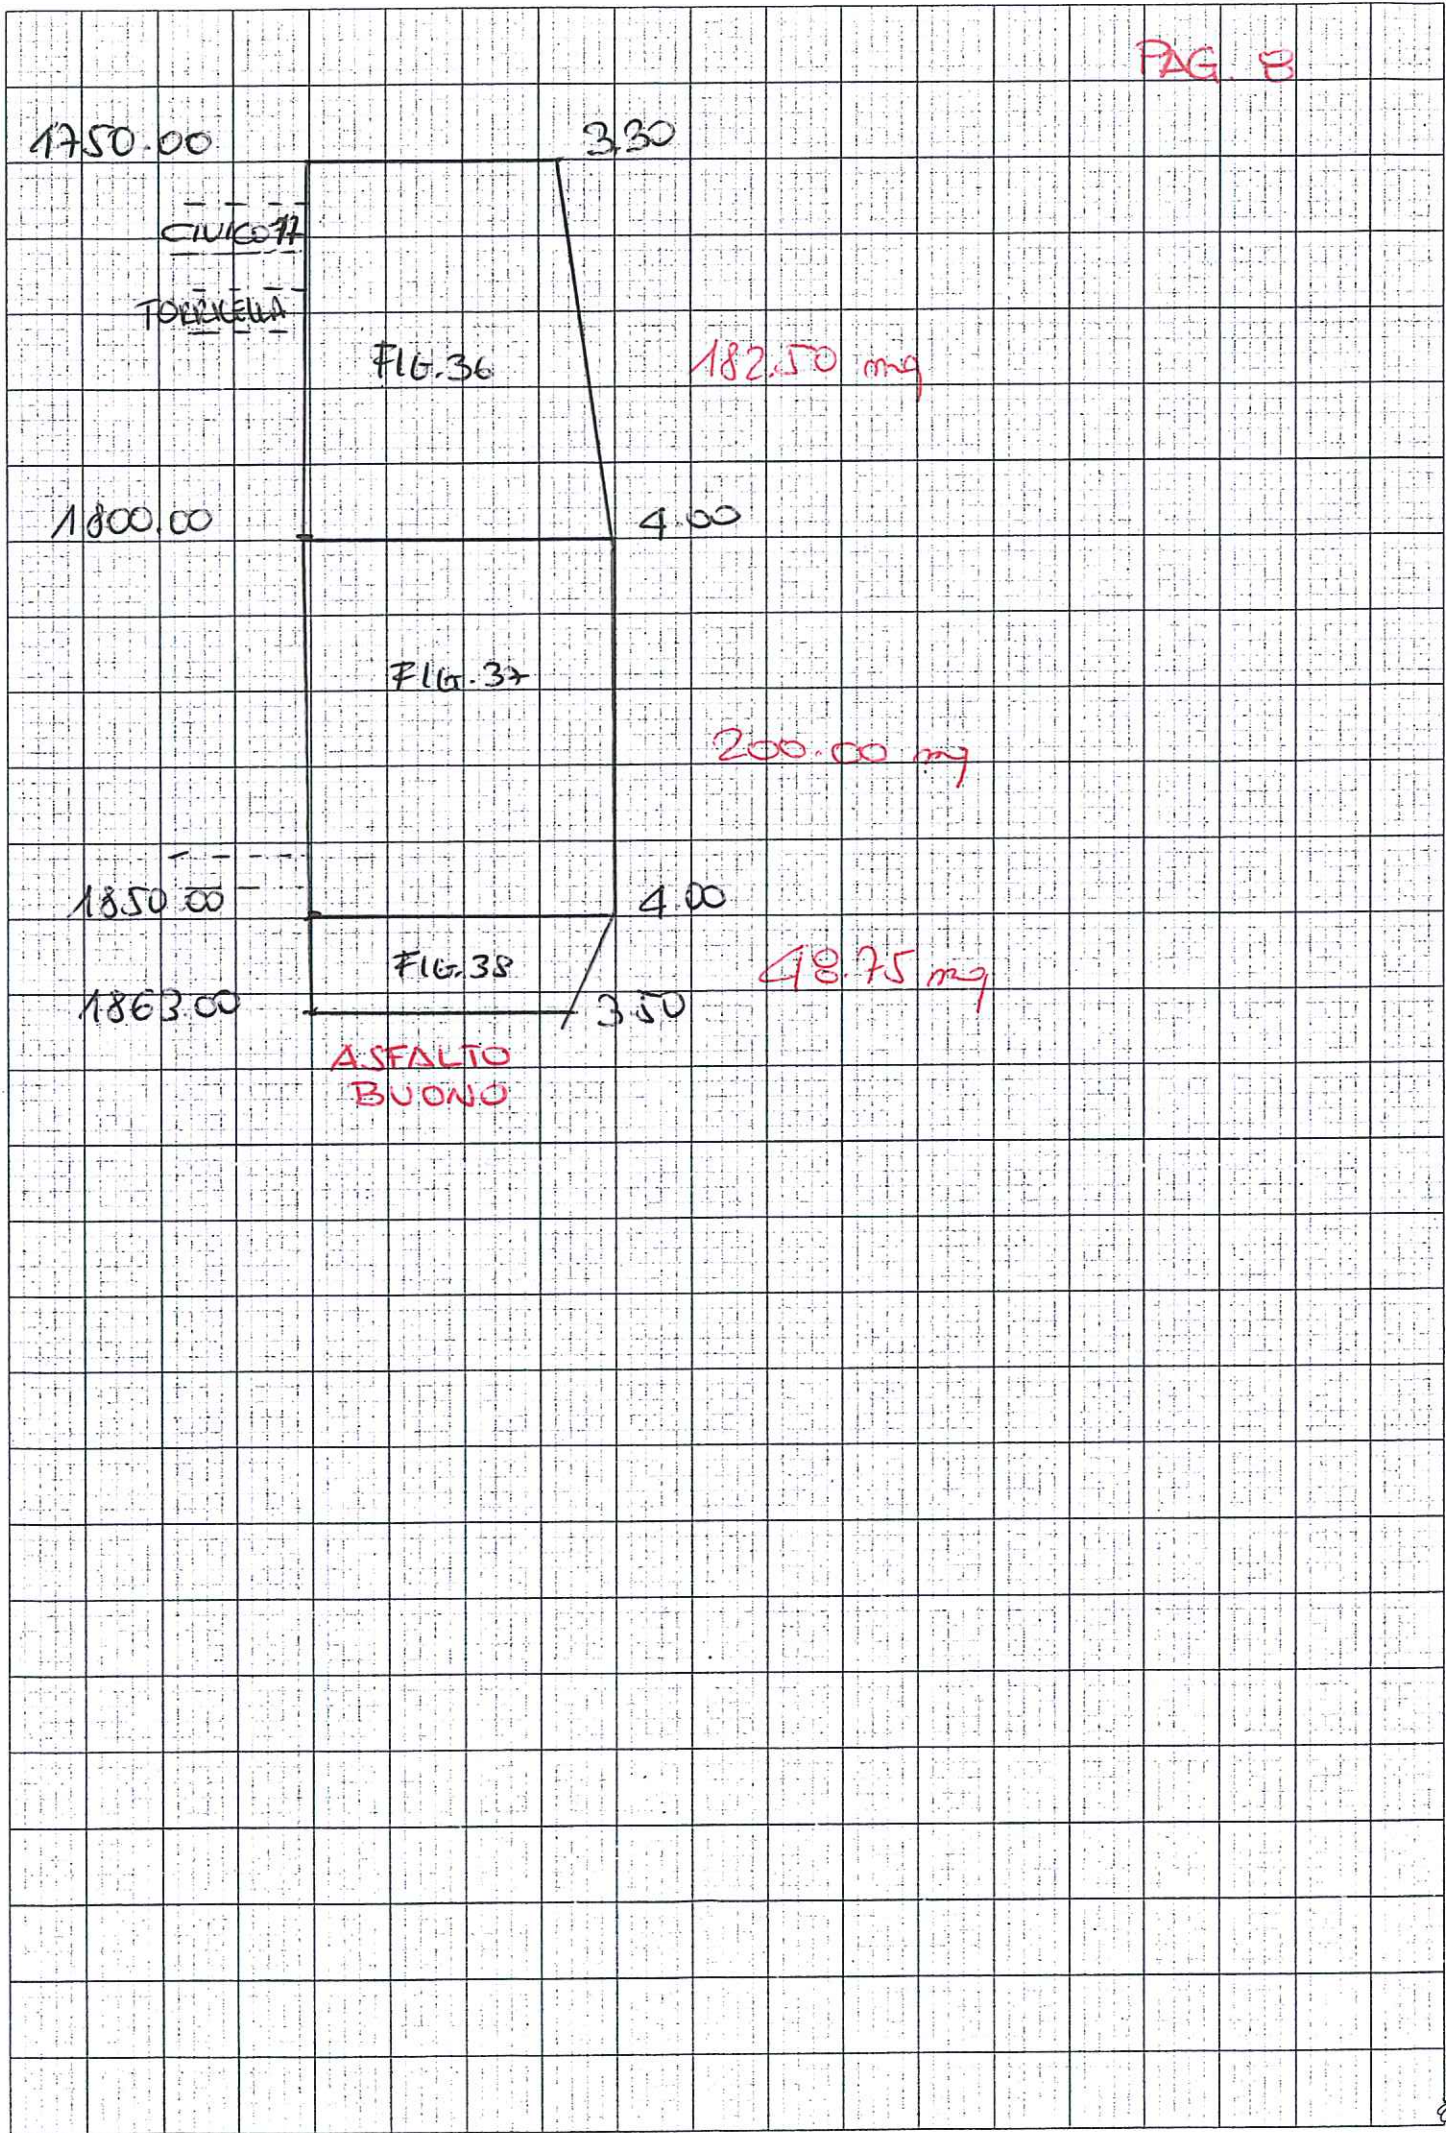 PAG. 8
1750.00 3.30
CIVICO 77
TORRICELLA
FIG. 36 182.50 mq
1800.00 4.00
FIG. 37
200.00 mq
1850.00 4.00
FIG. 38 48.75 mq
1863.00 3.50
ASFALTO
BUONO